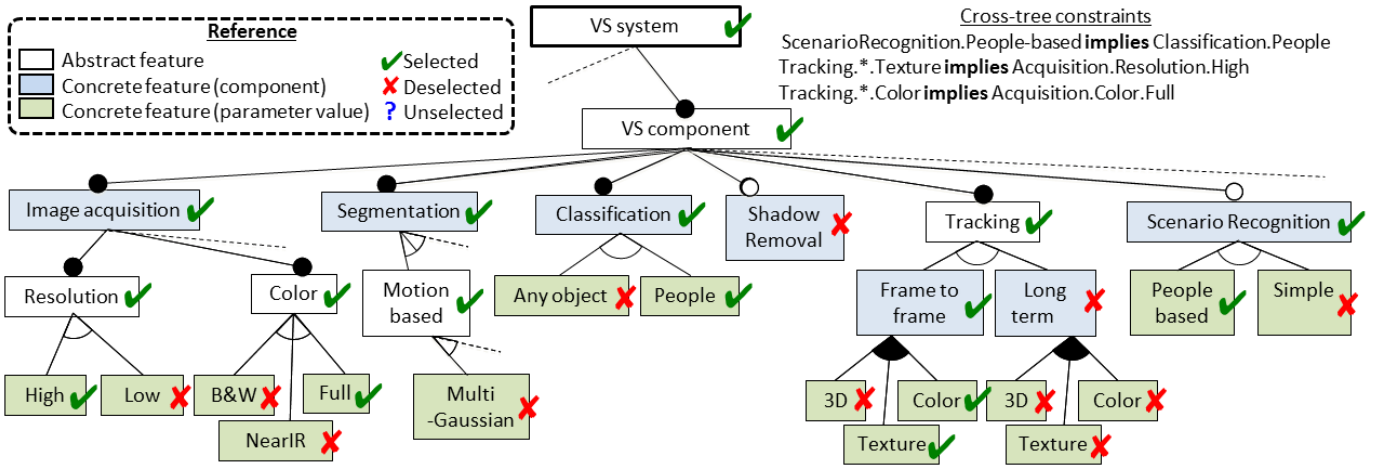 VS system
Cross-tree constraints
Reference
ScenarioRecognition.People-based implies Classification.People
Abstract feature
Selected
Tracking.*.Texture implies Acquisition.Resolution.High
Concrete feature (component)
Deselected
Tracking.*.Color implies Acquisition.Color.Full
Concrete feature (parameter value)
? Unselected
VS component
Image acquisition
Segmentation
Classification
Shadow
Removal
Tracking
Scenario Recognition
Resolution
Color
Motion
based
Any object
People
Frame to
frame
Long
term
People
based
Simple
High
Low
B&W
Full
NearIR
Multi
-Gaussian
3D
Color
3D
Color
Texture
Texture